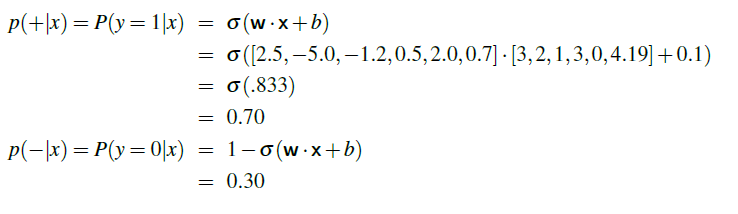 p(+|x) = P(y = 1|x) = σ(w · x + b)
= σ([2.5, −5.0, −1.2, 0.5, 2.0, 0.7] · [3, 2, 1, 3, 0, 4.19] + 0.1)
= σ(.833)
= 0.70
p(−|x) = P(y = 0|x) = 1 − σ(w · x + b)
= 0.30